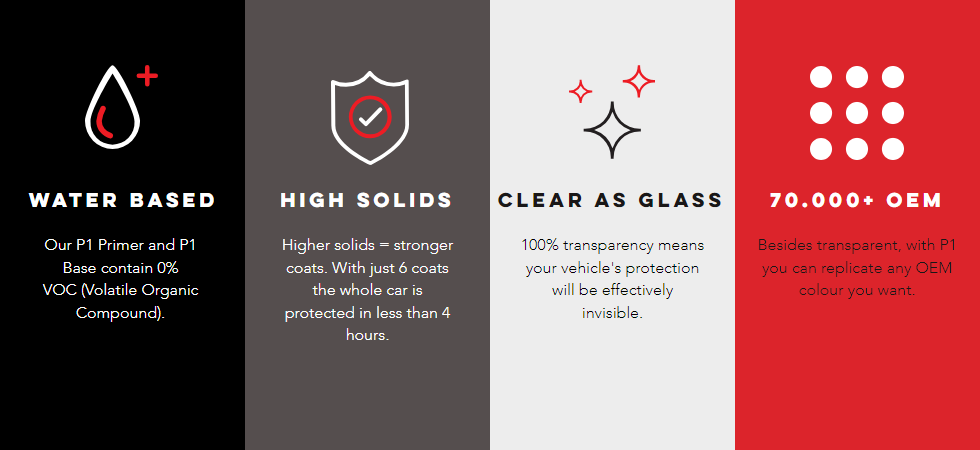 WATER BASED
Our P1 Primer and P1
Base contain 0%
VOC (Volatile Organic
Compound).
HIGH SOLIDS
Higher solids = stronger
coats. With just 6 coats
the whole car is
protected in less than 4
hours.
CLEAR AS GLASS
100% transparency means
your vehicle's protection
will be effectively
invisible.
70.000+ OEM
Besides transparent, with P1
you can replicate any OEM
colour you want.